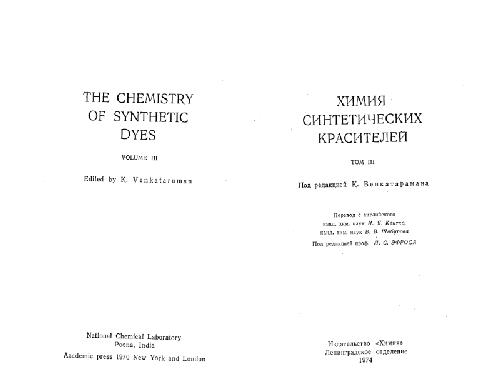 THE CHEMISTRY
OF SYNTHETIC
DYES
VOLUME III
Edited by K. Venkataraman
National Chemical Laboratory
Poona, India
Academic press 1970 New York and London
ХИМИЯ
СИНТЕТИЧЕСКИХ
КРАСИТЕЛЕЙ
ТОМ III
Под редакцией К. Венкатарамана
Перевод с английского
канд. хим. наук
канд. хим. наук В. В.
Под редакцией проф. Л. С. ЭФРОСА
Издательство «Химия»
Ленинградское отделение
1974